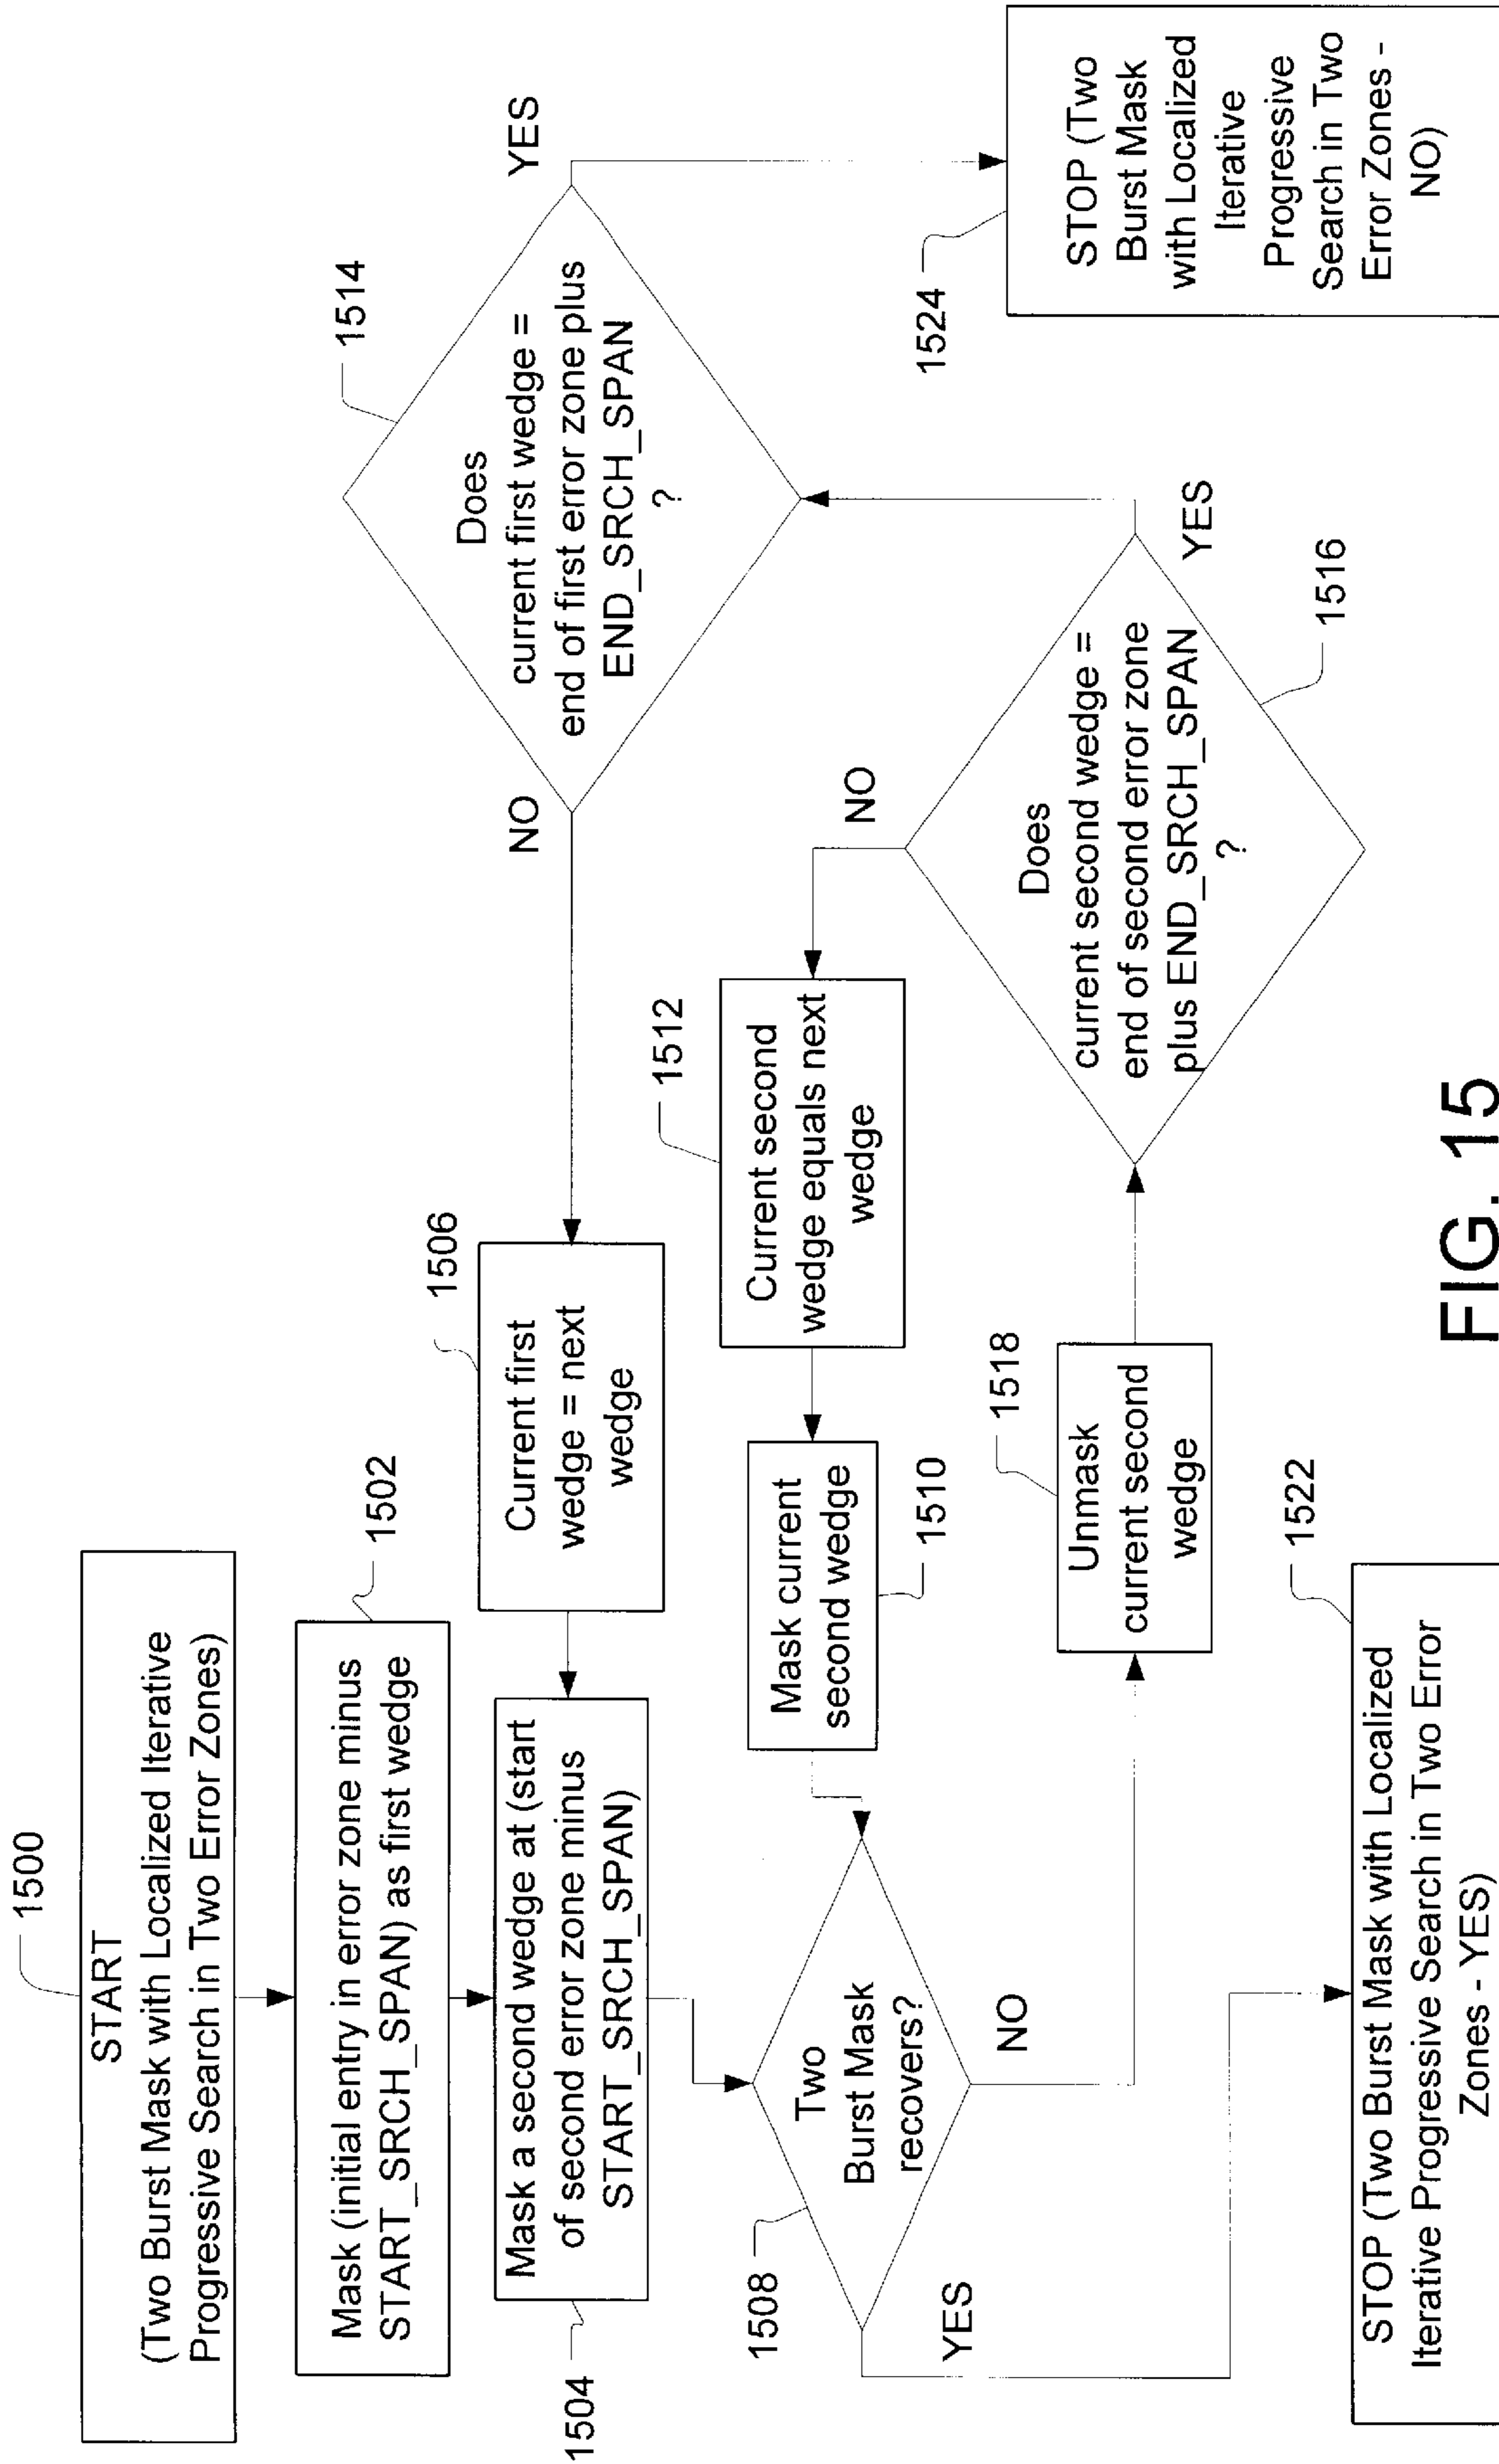 1500
START
(Two Burst Mask with Localized Iterative
Progressive Search in Two Error Zones)
1502
Mask (initial entry in error zone minus
START_SRCH_SPAN) as first wedge
1504
Mask a second wedge at (start
of second error zone minus
START_SRCH_SPAN)
1506
Current first
wedge = next
wedge
1508
Two
Burst Mask
recovers?
YES
NO
1510
Mask current
second wedge
1512
Current second
wedge equals next
wedge
1514
Does
current first wedge =
end of first error zone plus
END_SRCH_SPAN
?
NO
YES
1516
Does
current second wedge =
end of second error zone
plus END_SRCH_SPAN
?
NO
YES
1518
Unmask
current second
wedge
1522
STOP (Two Burst Mask with Localized
Iterative Progressive Search in Two Error
Zones - YES)
1524
STOP (Two
Burst Mask
with Localized
Iterative
Progressive
Search in Two
Error Zones -
NO)
FIG. 15